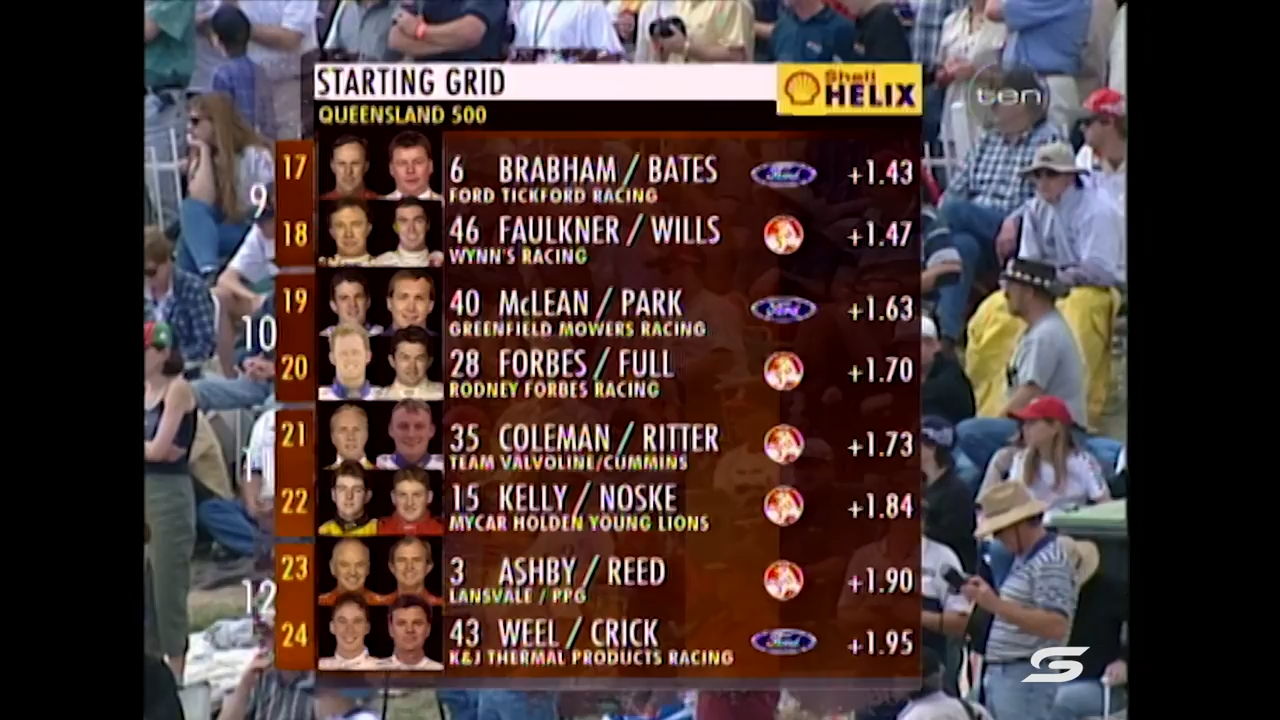 STARTING GRID
Shell HELIX
ten
QUEENSLAND 500
17 6 BRABHAM / BATES Ford +1.43
FORD TICKFORD RACING
9
18 46 FAULKNER / WILLS +1.47
WYNN'S RACING
19 40 McLEAN / PARK Ford +1.63
GREENFIELD MOWERS RACING
10
20 28 FORBES / FULL +1.70
RODNEY FORBES RACING
21 35 COLEMAN / RITTER +1.73
TEAM VALVOLINE/CUMMINS
11
22 15 KELLY / NOSKE +1.84
MYCAR HOLDEN YOUNG LIONS
23 3 ASHBY / REED +1.90
LANSVALE / PPG
12
24 43 WEEL / CRICK Ford +1.95
K&J THERMAL PRODUCTS RACING